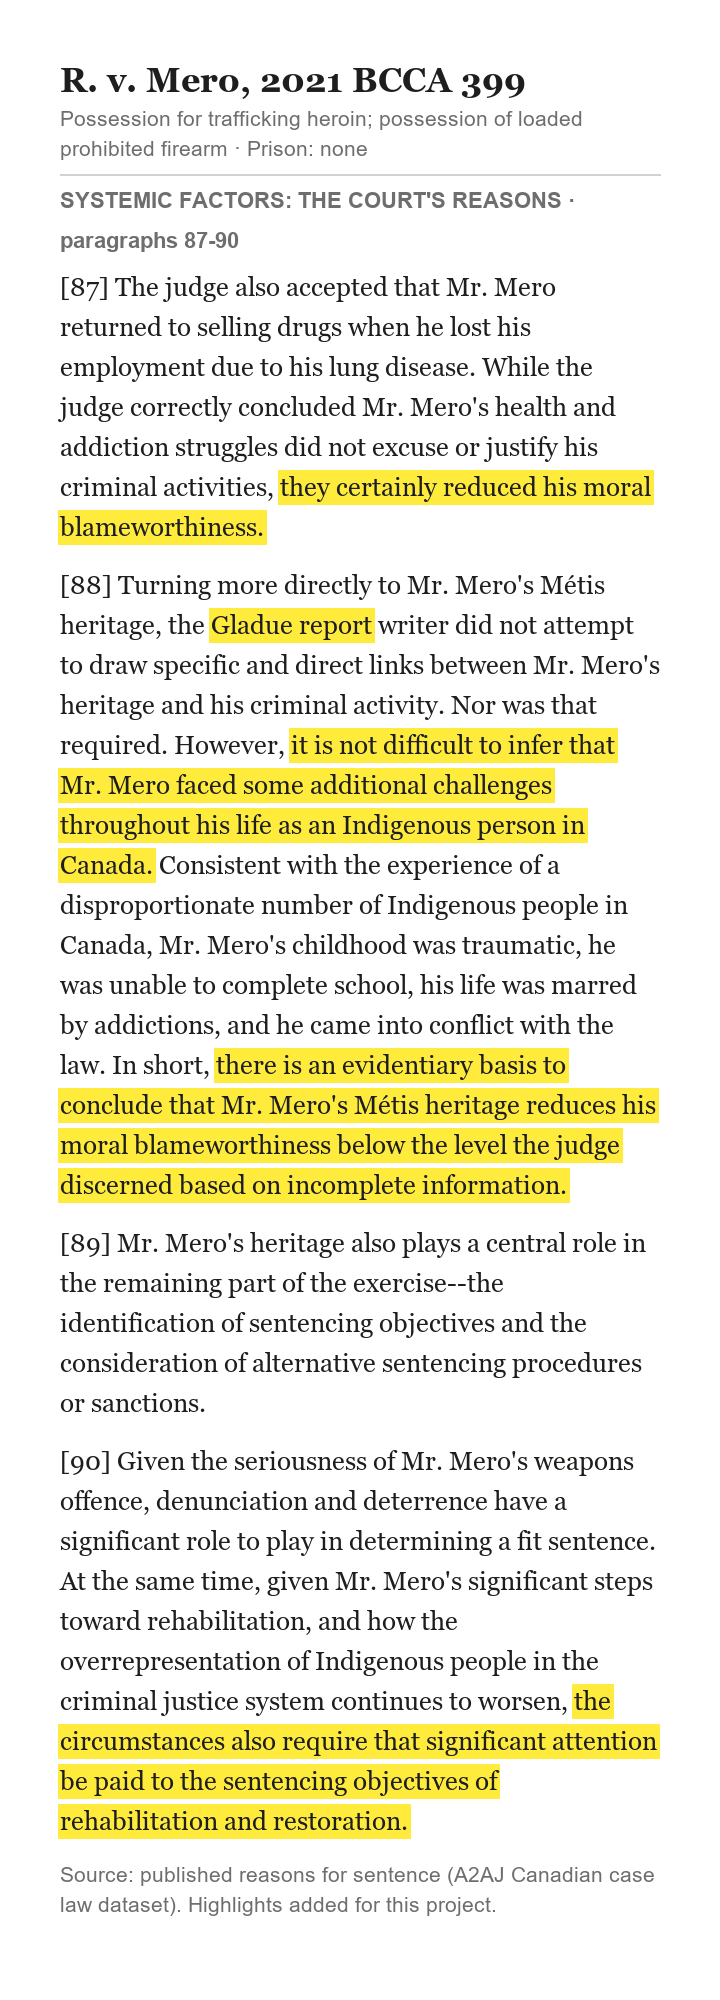 R. v. Mero, 2021 BCCA 399
Possession for trafficking heroin; possession of loaded
prohibited firearm · Prison: none
SYSTEMIC FACTORS: THE COURT'S REASONS ·
paragraphs 87-90
[87] The judge also accepted that Mr. Mero
returned to selling drugs when he lost his
employment due to his lung disease. While the
judge correctly concluded Mr. Mero's health and
addiction struggles did not excuse or justify his
criminal activities, they certainly reduced his moral
blameworthiness.
[88] Turning more directly to Mr. Mero's Métis
heritage, the Gladue report writer did not attempt
to draw specific and direct links between Mr. Mero's
heritage and his criminal activity. Nor was that
required. However, it is not difficult to infer that
Mr. Mero faced some additional challenges
throughout his life as an Indigenous person in
Canada. Consistent with the experience of a
disproportionate number of Indigenous people in
Canada, Mr. Mero's childhood was traumatic, he
was unable to complete school, his life was marred
by addictions, and he came into conflict with the
law. In short, there is an evidentiary basis to
conclude that Mr. Mero's Métis heritage reduces his
moral blameworthiness below the level the judge
discerned based on incomplete information.
[89] Mr. Mero's heritage also plays a central role in
the remaining part of the exercise--the
identification of sentencing objectives and the
consideration of alternative sentencing procedures
or sanctions.
[90] Given the seriousness of Mr. Mero's weapons
offence, denunciation and deterrence have a
significant role to play in determining a fit sentence.
At the same time, given Mr. Mero's significant steps
toward rehabilitation, and how the
overrepresentation of Indigenous people in the
criminal justice system continues to worsen, the
circumstances also require that significant attention
be paid to the sentencing objectives of
rehabilitation and restoration.
Source: published reasons for sentence (A2AJ Canadian case
law dataset). Highlights added for this project.